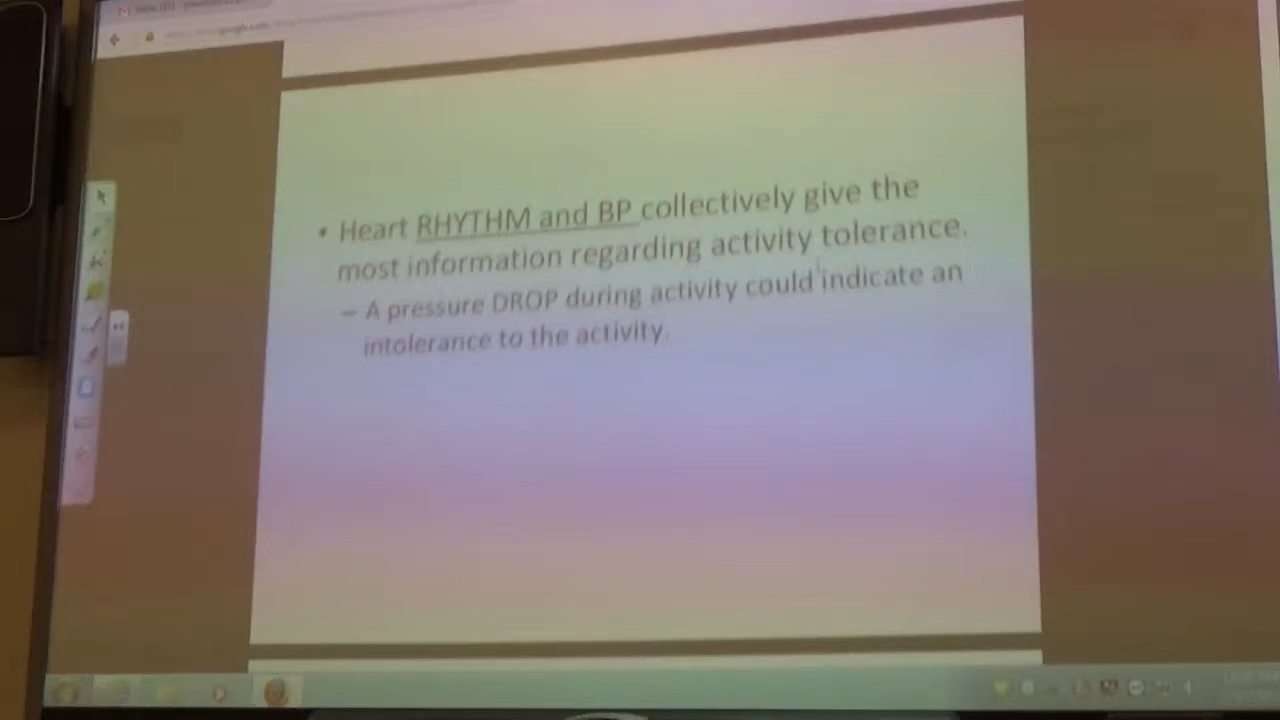 • Heart RHYTHM and BP collectively give the
most information regarding activity tolerance.
– A pressure DROP during activity could indicate an
intolerance to the activity.